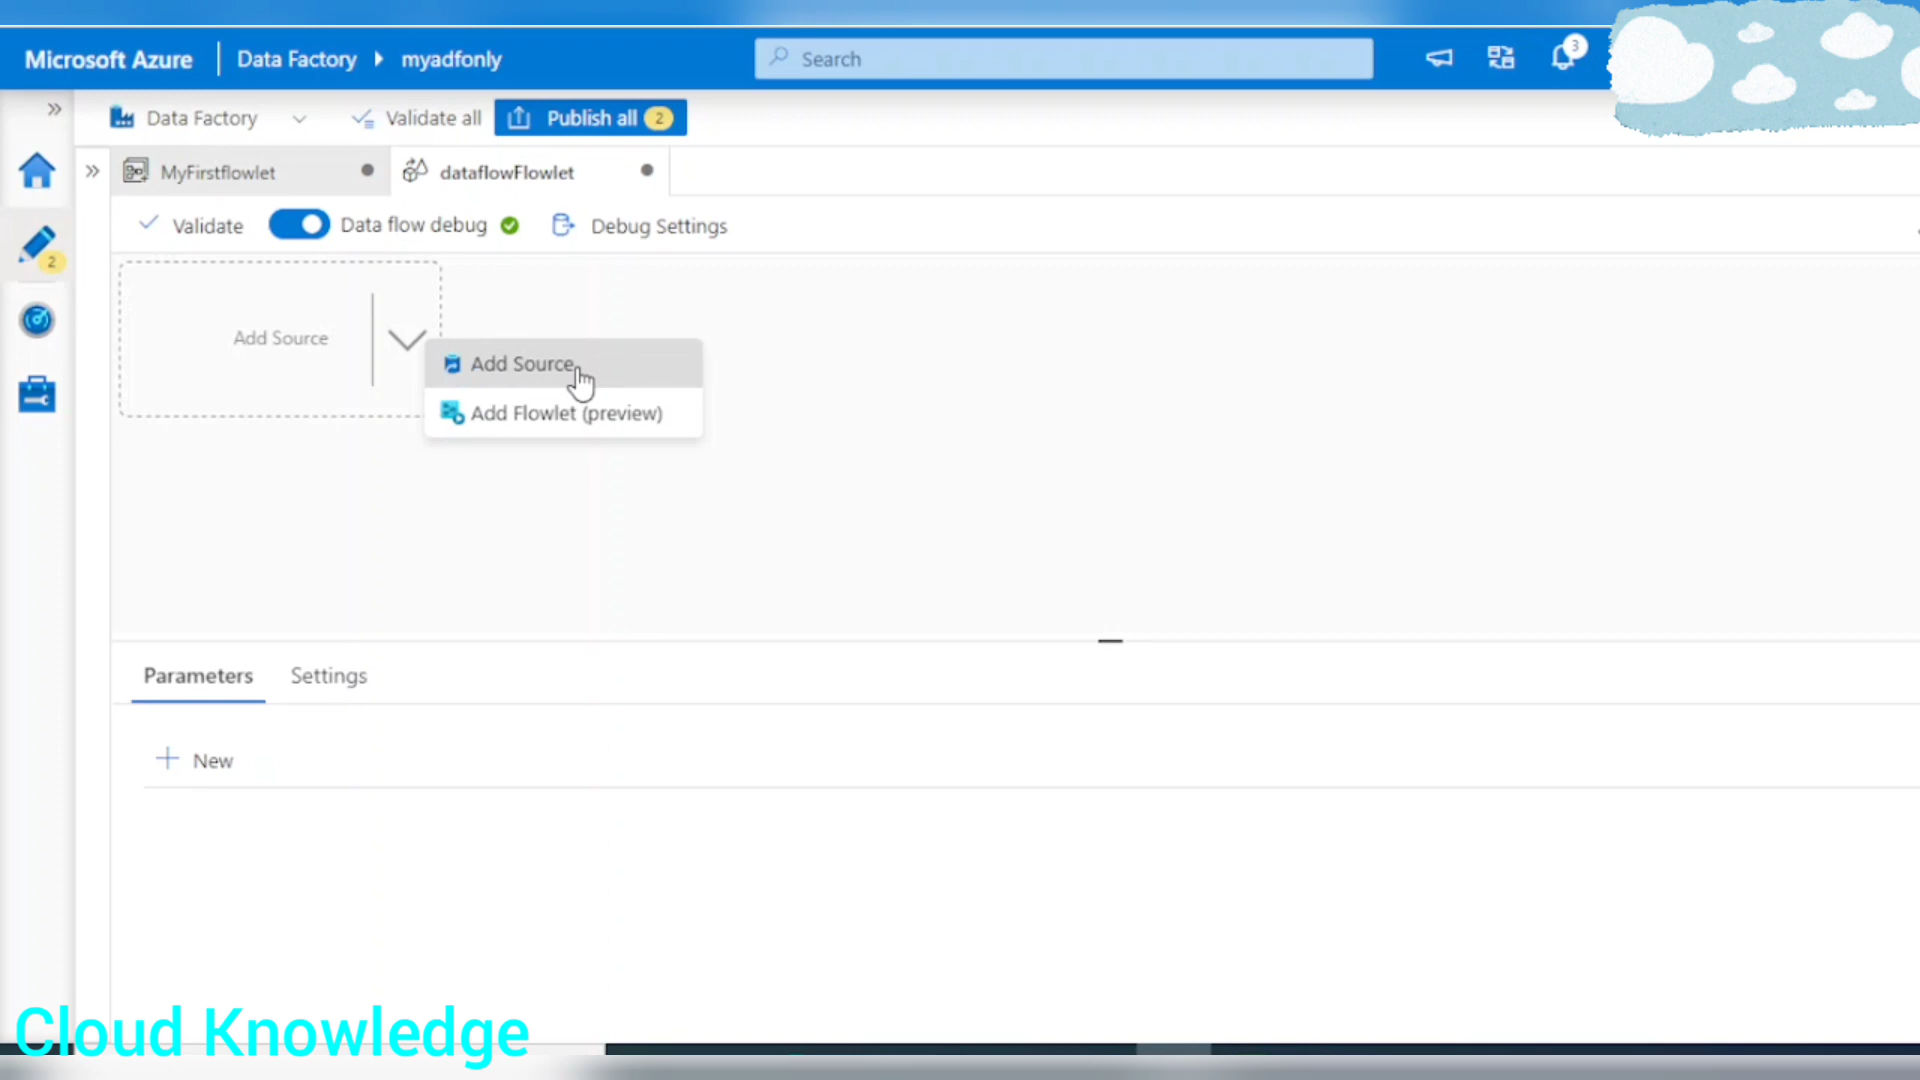 Microsoft Azure Data Factory myadfonly Search 3
Data Factory Validate all Publish all 2
MyFirstflowlet dataflowFlowlet
Validate Data flow debug Debug Settings
2
Add Source
Add Source
Add Flowlet (preview)
Parameters Settings
New
Cloud Knowledge